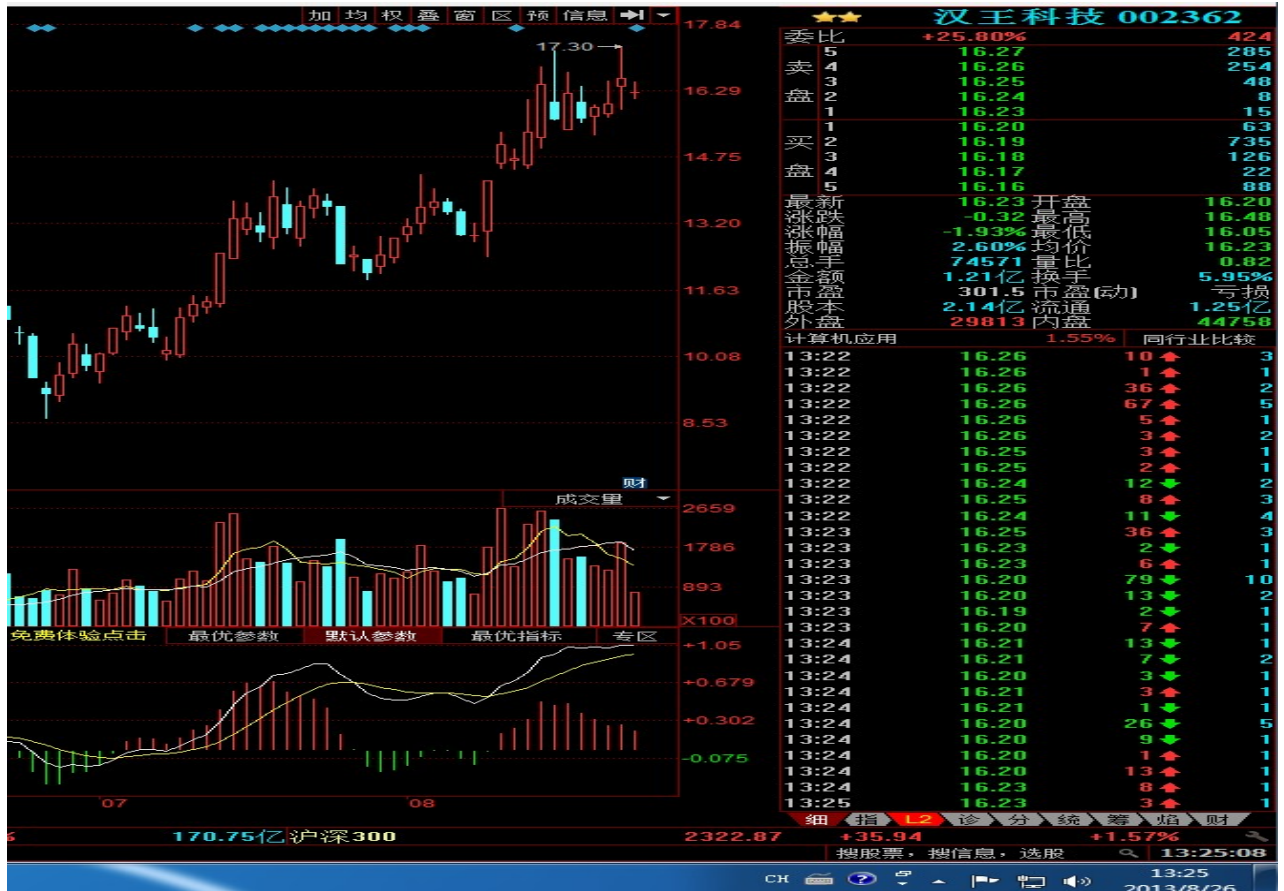 加 均 权 叠 窗 区 预 信息
17.84
17.30
16.29
14.75
13.20
11.63
10.08
8.53
财
成交量
2659
1786
893
X100
免费体验点击 最优参数 默认参数 最优指标 专区
+1.05
+0.679
+0.302
-0.075
07 08
汉王科技 002362
委比 +25.80% 424
卖盘
5 16.27 285
4 16.26 254
3 16.25 48
2 16.24 8
1 16.23 15
买盘
1 16.20 63
2 16.19 735
3 16.18 126
4 16.17 22
5 16.16 88
最新 16.23 开盘 16.20
涨跌 -0.32 最高 16.48
涨幅 -1.93% 最低 16.05
振幅 2.60% 均价 16.23
总手 74571 量比 0.82
金额 1.21亿 换手 5.95%
市盈 301.5 市盈(动) 亏损
股本 2.14亿 流通 1.25亿
外盘 29813 内盘 44758
计算机应用 1.55% 同行业比较
13:22 16.26 10 3
13:22 16.26 1 1
13:22 16.26 36 2
13:22 16.26 67 5
13:22 16.26 5 1
13:22 16.26 3 2
13:22 16.25 3 1
13:22 16.25 2 1
13:22 16.24 12 2
13:22 16.25 8 3
13:22 16.24 11 4
13:23 16.25 36 3
13:23 16.23 2 1
13:23 16.23 6 1
13:23 16.20 79 10
13:23 16.20 13 2
13:23 16.19 2 1
13:23 16.20 7 1
13:24 16.21 13 1
13:24 16.21 7 2
13:24 16.20 3 1
13:24 16.21 3 1
13:24 16.21 1 1
13:24 16.20 26 5
13:24 16.20 9 1
13:24 16.20 1 1
13:24 16.20 13 1
13:24 16.23 8 1
13:25 16.23 3 1
细 指 L2 诊 分 统 筹 焰 财
170.75亿 沪深300 2322.87 +35.94 +1.57%
搜股票，搜信息，选股 13:25:08
CH 13:25
2013/8/26